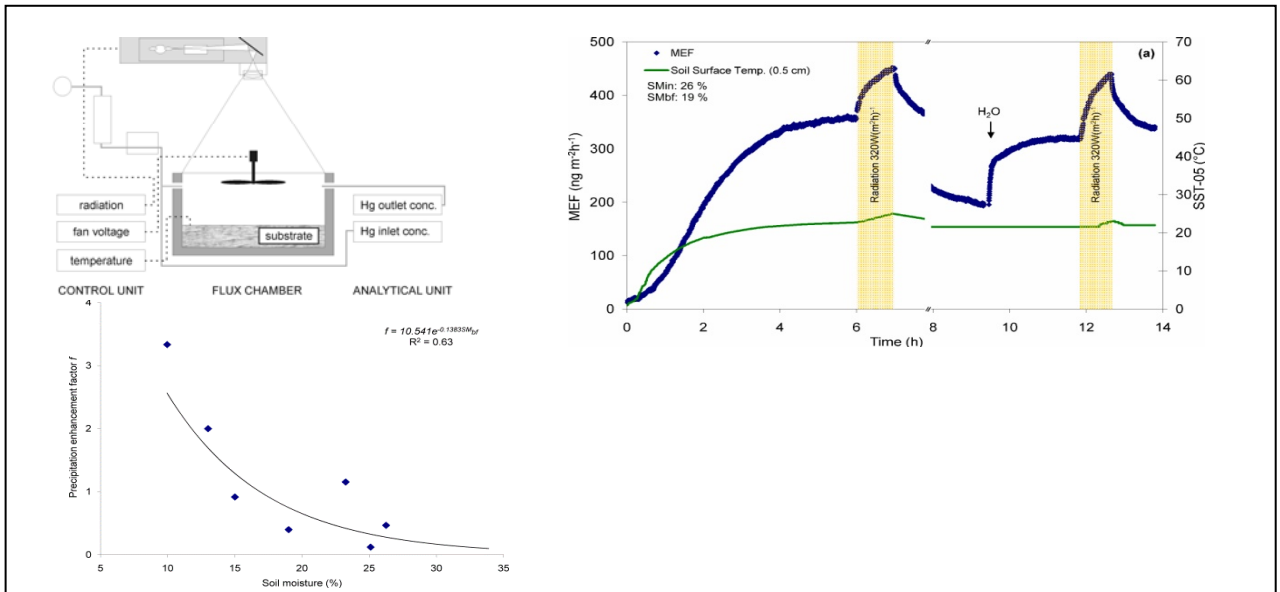 radiation
fan voltage
temperature
substrate
Hg outlet conc.
Hg inlet conc.
CONTROL UNIT
FLUX CHAMBER
ANALYTICAL UNIT
4
3
2
1
0
Precipitation enhancement factor f
f = 10.541e^-0.1383SM_bf
R² = 0.63
5
10
15
20
25
30
35
Soil moisture (%)
(a)
MEF
Soil Surface Temp. (0.5 cm)
SMin: 26 %
SMbf: 19 %
500
400
300
200
100
0
MEF (ng m⁻²h⁻¹)
Radiation 320W(m²h)⁻¹
H₂O
Radiation 320W(m²h)⁻¹
70
60
50
40
30
20
10
0
SST-05 (°C)
0
2
4
6
8
10
12
14
Time (h)